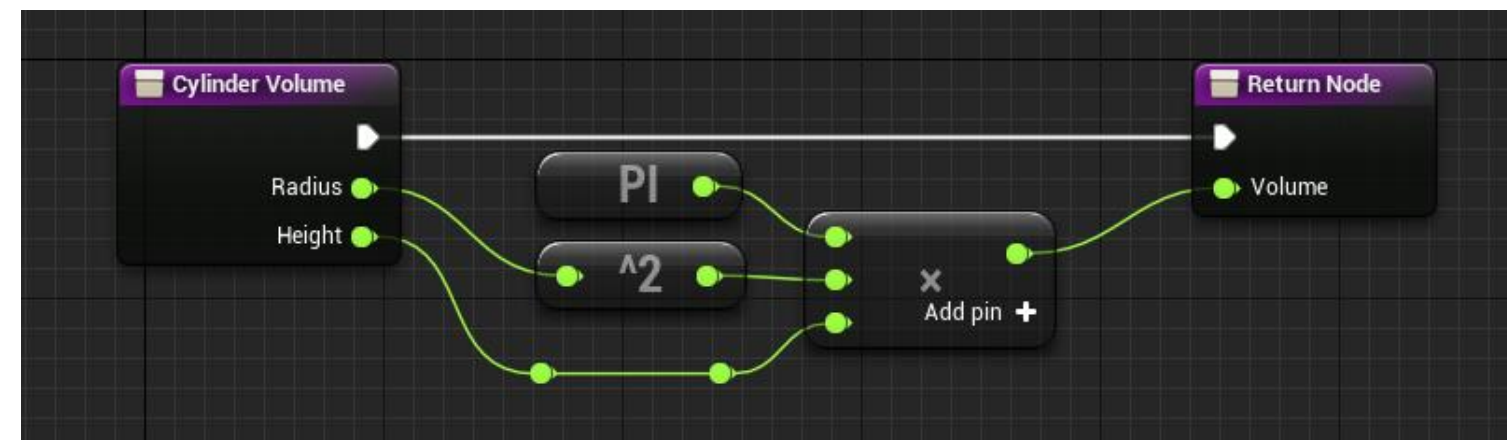 Cylinder Volume
Return Node
Radius
PI
Volume
Height
^2
×
Add pin +